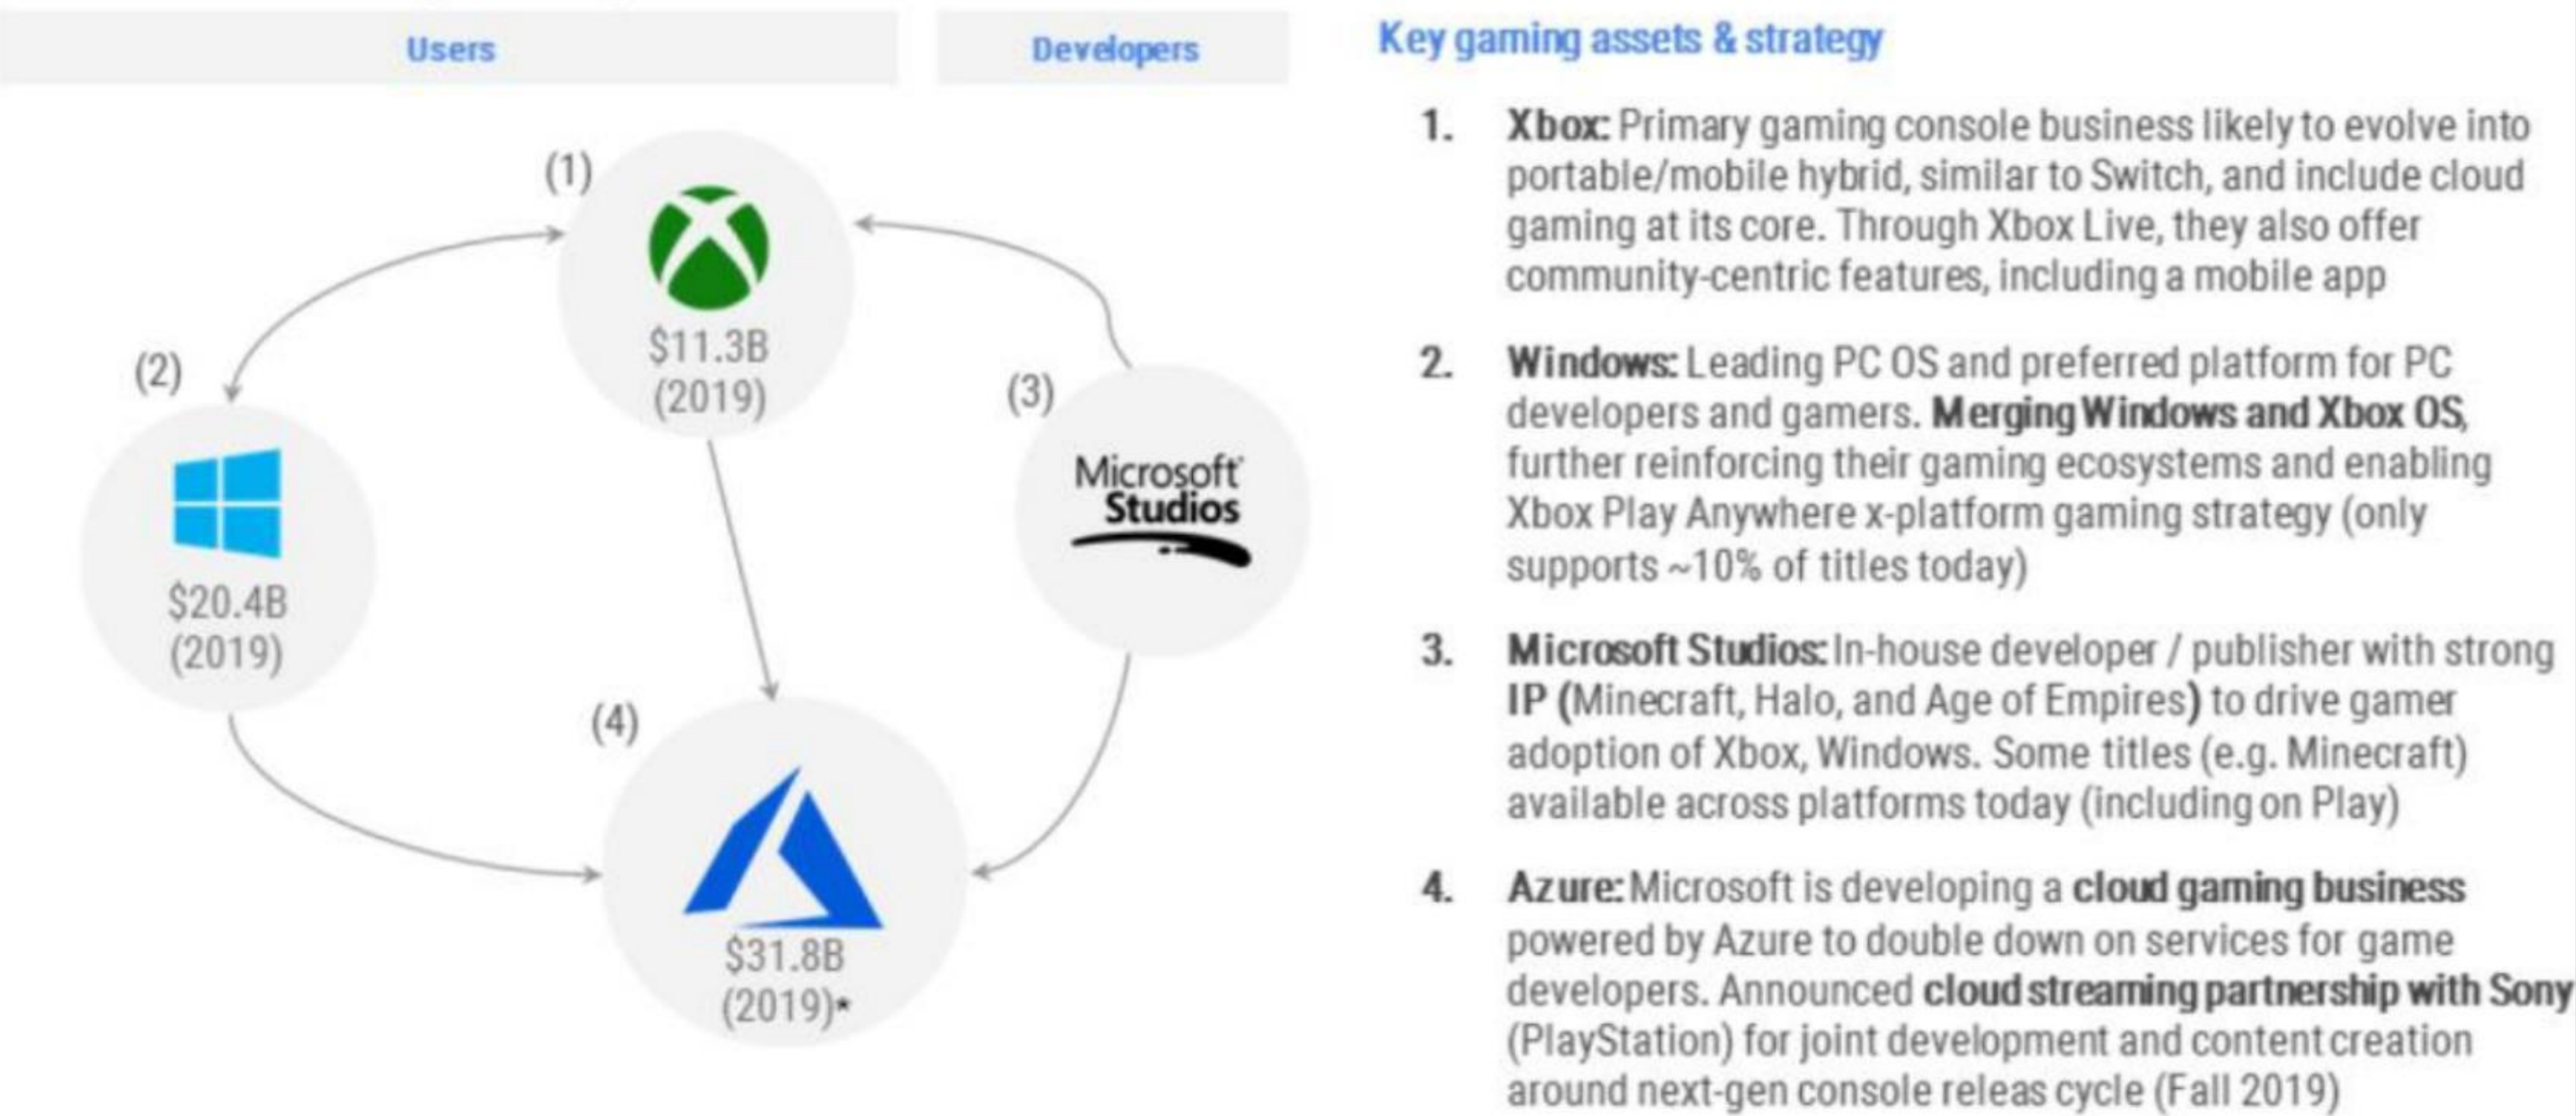 Users
Developers
(1)
$11.3B
(2019)
(2)
$20.4B
(2019)
(3)
Microsoft
Studios
(4)
$31.8B
(2019)*
Key gaming assets & strategy
1. Xbox: Primary gaming console business likely to evolve into
portable/mobile hybrid, similar to Switch, and include cloud
gaming at its core. Through Xbox Live, they also offer
community-centric features, including a mobile app
2. Windows: Leading PC OS and preferred platform for PC
developers and gamers. Merging Windows and Xbox OS,
further reinforcing their gaming ecosystems and enabling
Xbox Play Anywhere x-platform gaming strategy (only
supports ~10% of titles today)
3. Microsoft Studios: In-house developer / publisher with strong
IP (Minecraft, Halo, and Age of Empires) to drive gamer
adoption of Xbox, Windows. Some titles (e.g. Minecraft)
available across platforms today (including on Play)
4. Azure: Microsoft is developing a cloud gaming business
powered by Azure to double down on services for game
developers. Announced cloud streaming partnership with Sony
(PlayStation) for joint development and content creation
around next-gen console releas cycle (Fall 2019)